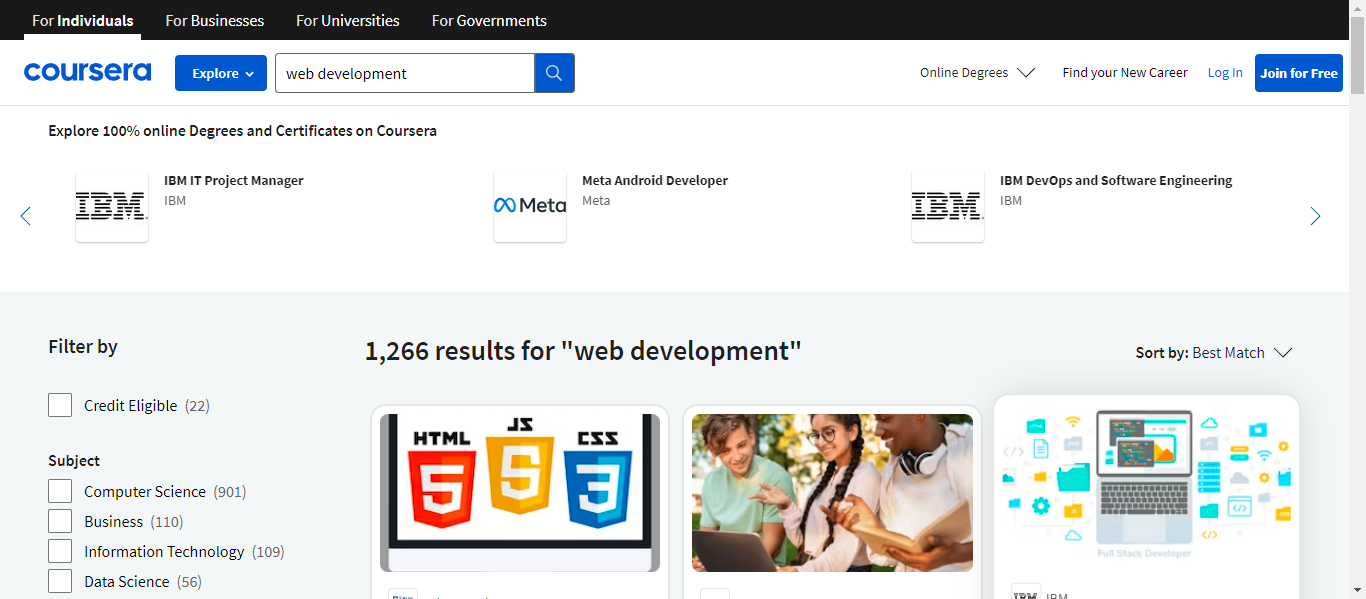 For Individuals For Businesses For Universities For Governments
coursera Explore web development Online Degrees Find your New Career Log In Join for Free
Explore 100% online Degrees and Certificates on Coursera
IBM IBM IT Project Manager
IBM
Meta Meta Android Developer
Meta
IBM IBM DevOps and Software Engineering
IBM
Filter by
1,266 results for "web development"
Sort by: Best Match
Credit Eligible (22)
Subject
Computer Science (901)
Business (110)
Information Technology (109)
Data Science (56)
HTML JS CSS
5 5 3
Full Stack Developer
IBM IBM